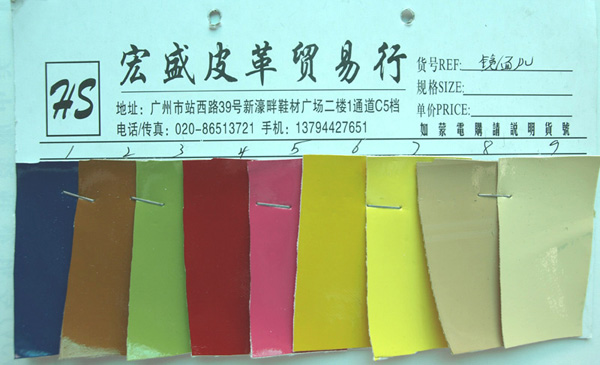 宏盛皮革贸易行
HS
货号REF: 镜面PU
规格SIZE:
单价PRICE:
地址：广州市站西路39号新濠畔鞋材广场二楼1通道C5档
电话/传真：020-86513721 手机：13794427651
如蒙電購請説明貨號
1 2 3 4 5 6 7 8 9